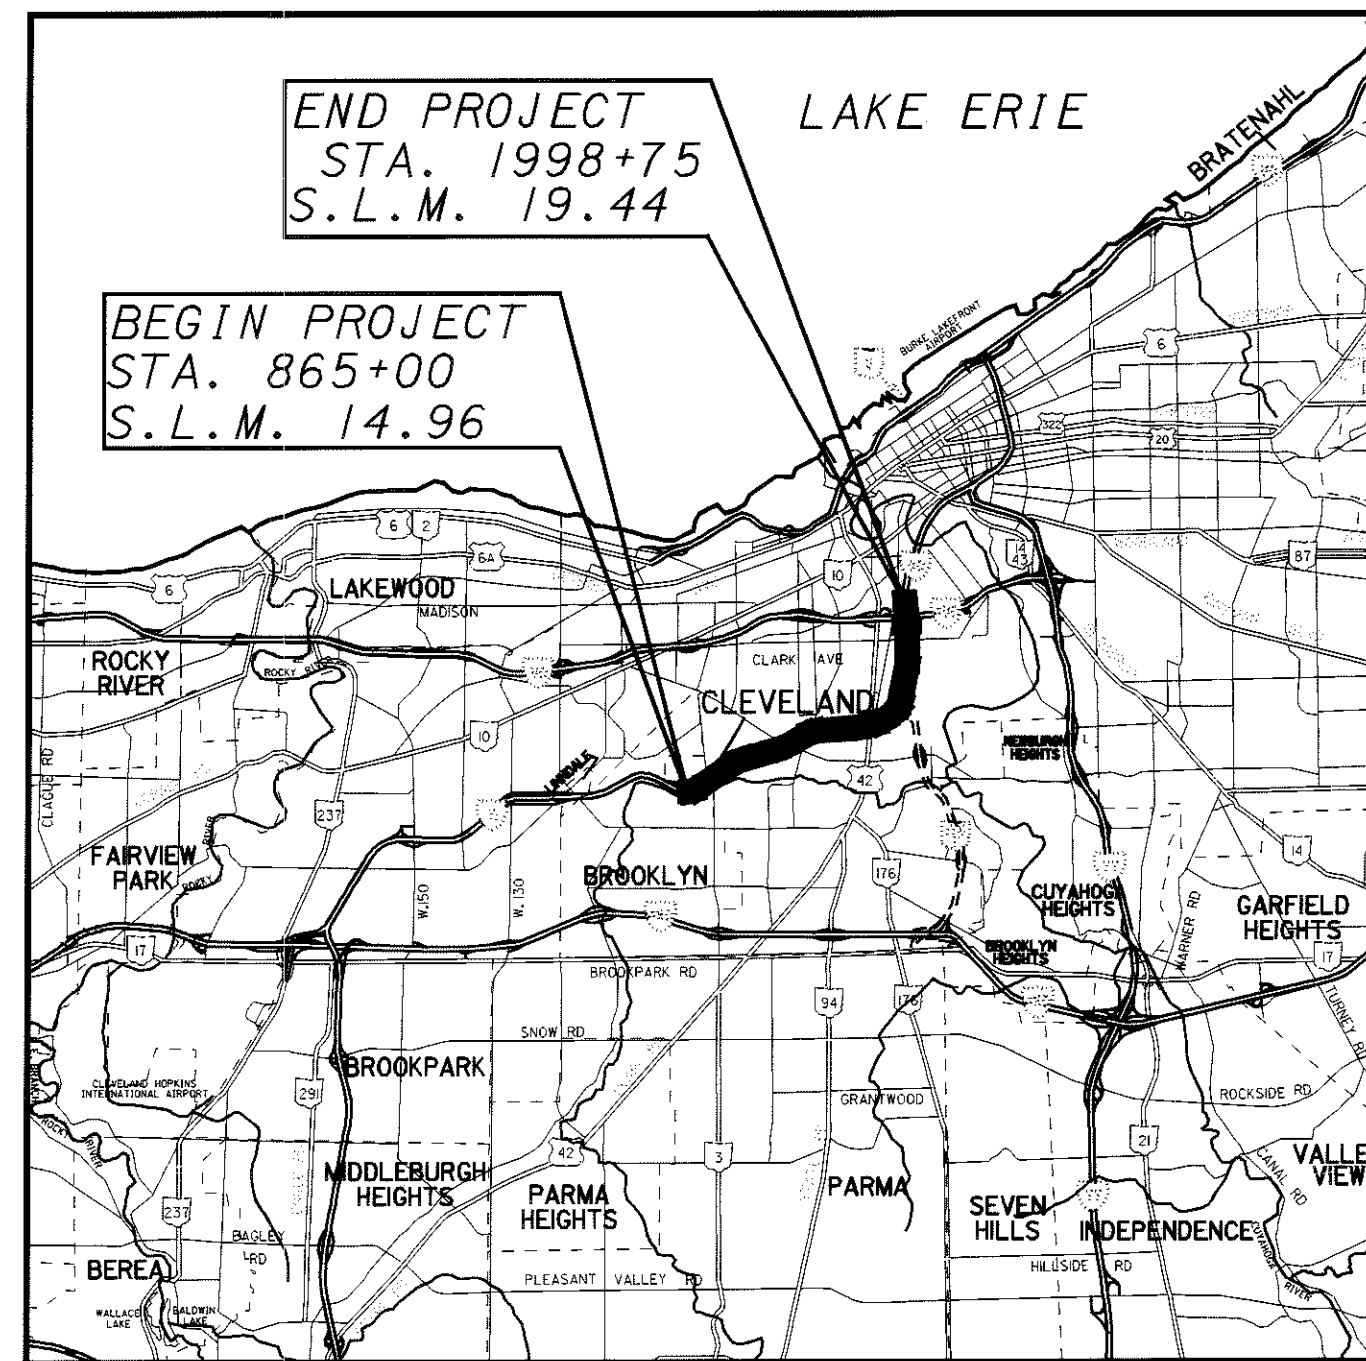 END PROJECT
STA. 1998+75
S.L.M. 19.44
LAKE ERIE
BRATENAHL
BEGIN PROJECT
STA. 865+00
S.L.M. 14.96
BURKE LAKEFRONT
AIRPORT
6
322
20
6
2
6A
6
10
14
43
87
LAKEWOOD
MADISON
ROCKY
RIVER
ROCKY RIVER
CLARK AVE
CLEVELAND
10
NEWBURGH
HEIGHTS
LINNDALE
CLAGUE RD
42
237
RIVER
ROCKY
FAIRVIEW
PARK
BROOKLYN
W.150
W.130
176
14
CUYAHOGA
HEIGHTS
WARNER RD
GARFIELD
HEIGHTS
17
BROOKLYN
HEIGHTS
17
BROOKPARK RD
94
176
TURNEY RD
SNOW RD
BROOKPARK
BRANCH
CLEVELAND HOPKINS
INTERNATIONAL AIRPORT
291
GRANTWOOD
ROCKSIDE RD
ROCKY RIVER
42
3
21
MIDDLEBURGH
HEIGHTS
PARMA
HEIGHTS
PARMA
SEVEN
HILLS
INDEPENDENCE
CANAL RD
VALLE
VIEW
237
BAGLEY
RD
BEREA
HILLSIDE RD
PLEASANT VALLEY RD
CUYAHOGA
RIVER
WALLACE
LAKE
BALDWIN
LAKE